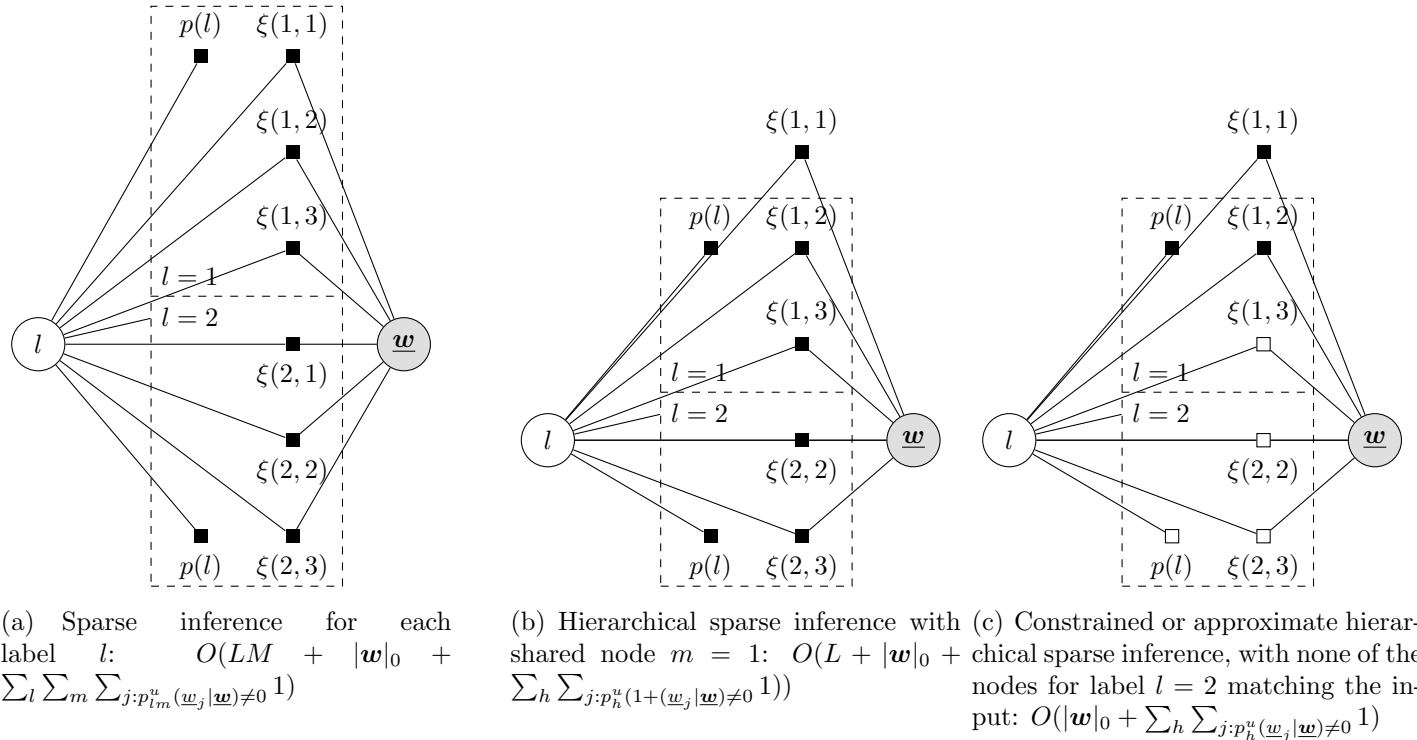 p(l) ξ(1, 1)
ξ(1, 2)
ξ(1, 3)
l = 1
l = 2
l
w
ξ(2, 1)
ξ(2, 2)
p(l) ξ(2, 3)
(a) Sparse inference for each
label l: O(LM + |w|₀ +
∑ₗ ∑ₘ ∑_{j:p^u_{lm}(w_j|w)≠0} 1)
ξ(1, 1)
p(l) ξ(1, 2)
ξ(1, 3)
l = 1
l = 2
l
w
ξ(2, 2)
p(l) ξ(2, 3)
(b) Hierarchical sparse inference with
shared node m = 1: O(L + |w|₀ +
∑ₕ ∑_{j:p^u_h(1+(w_j|w)≠0} 1))
ξ(1, 1)
p(l) ξ(1, 2)
ξ(1, 3)
l = 1
l = 2
l
w
ξ(2, 2)
p(l) ξ(2, 3)
(c) Constrained or approximate hierar-
chical sparse inference, with none of the
nodes for label l = 2 matching the in-
put: O(|w|₀ + ∑ₕ ∑_{j:p^u_h(w_j|w)≠0} 1)